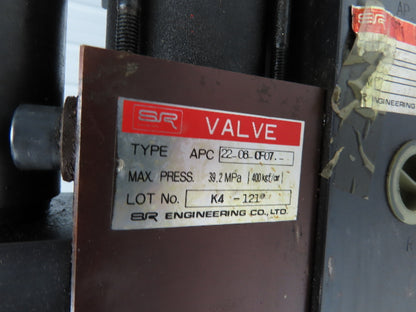 SR VALVE
TYPE APC 22-06-0F07--
MAX. PRESS. 39,2 MPa (400 kgf/cm²)
LOT No. K4 -121
SR ENGINEERING CO., LTD.
SR
ENGINEERING CO